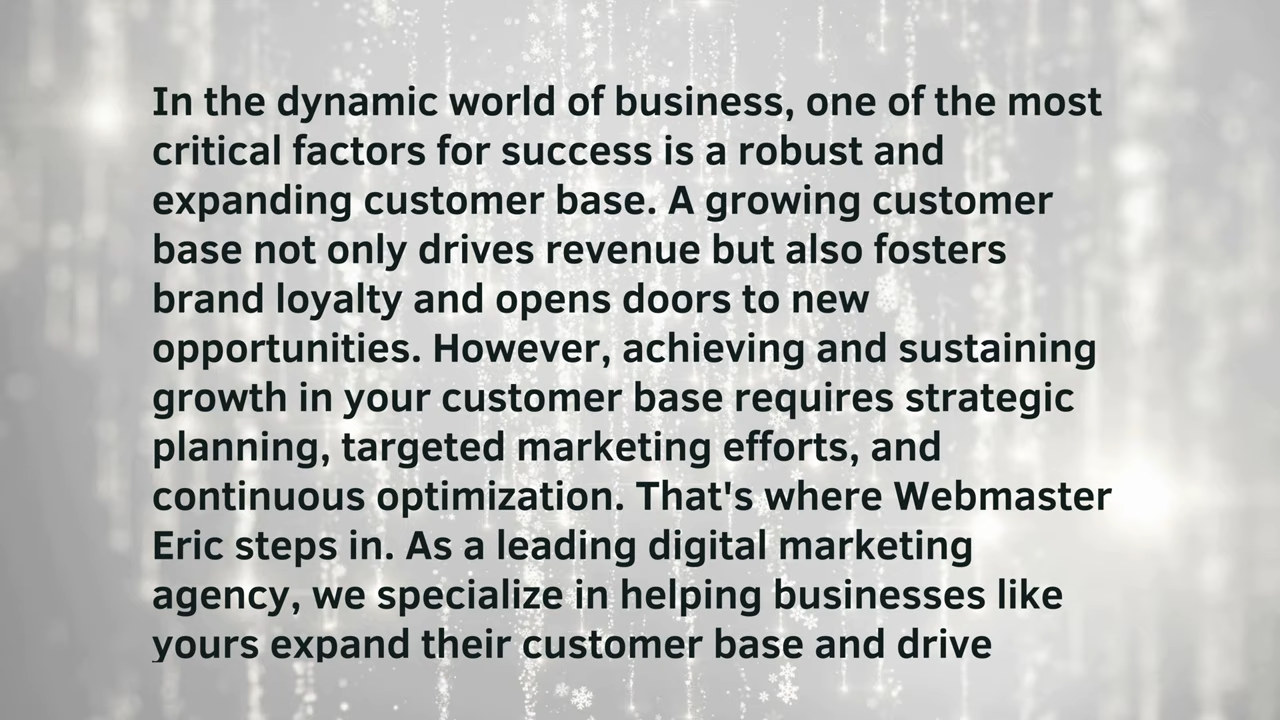 In the dynamic world of business, one of the most
critical factors for success is a robust and
expanding customer base. A growing customer
base not only drives revenue but also fosters
brand loyalty and opens doors to new
opportunities. However, achieving and sustaining
growth in your customer base requires strategic
planning, targeted marketing efforts, and
continuous optimization. That's where Webmaster
Eric steps in. As a leading digital marketing
agency, we specialize in helping businesses like
yours expand their customer base and drive